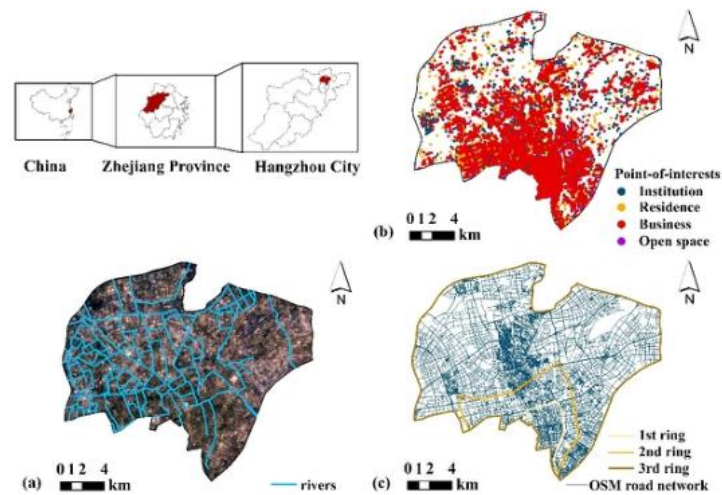 China
Zhejiang Province
Hangzhou City
N
Point-of-interests
Institution
Residence
Business
Open space
0 1 2 4
km
(b)
N
0 1 2 4
km
(a)
rivers
N
0 1 2 4
km
(c)
1st ring
2nd ring
3rd ring
OSM road network